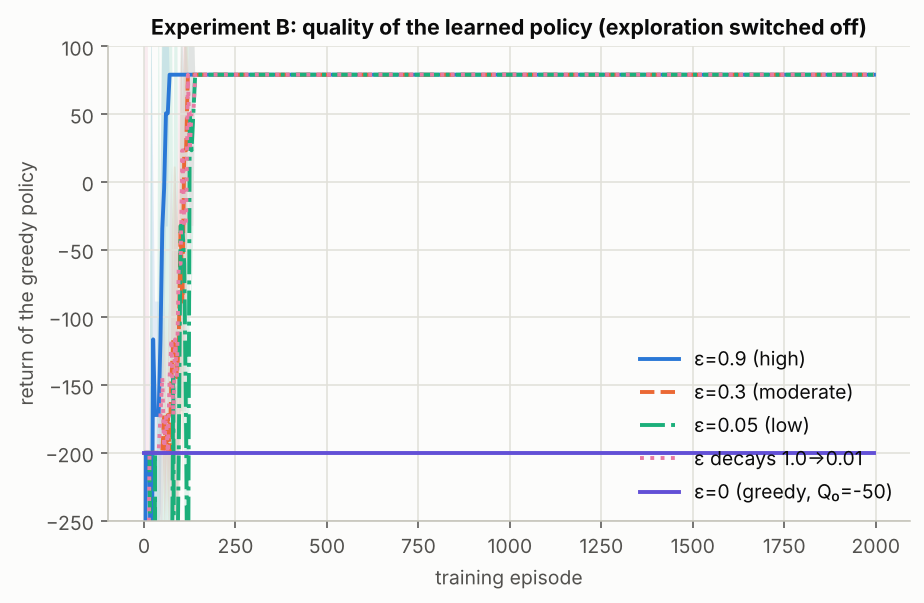 Experiment B: quality of the learned policy (exploration switched off)
return of the greedy policy
100
50
0
−50
−100
−150
−200
−250
ε=0.9 (high)
ε=0.3 (moderate)
ε=0.05 (low)
ε decays 1.0→0.01
ε=0 (greedy, Q₀=−50)
0 250 500 750 1000 1250 1500 1750 2000
training episode